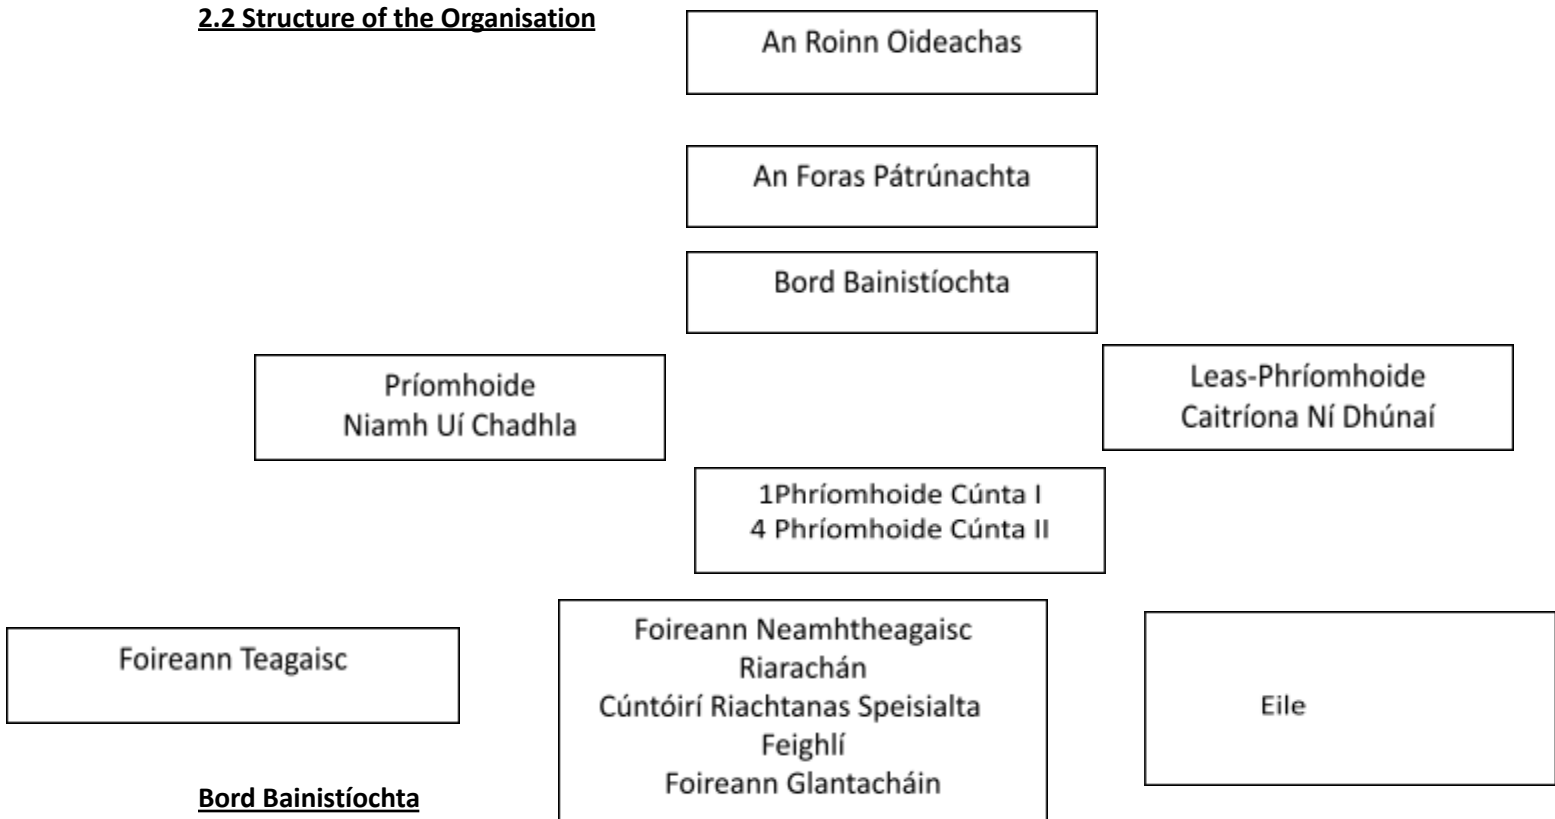 2.2 Structure of the Organisation
An Roinn Oideachas
An Foras Pátrúnachta
Bord Bainistíochta
Príomhoide
Niamh Uí Chadhla
Leas-Phríomhoide
Caitríona Ní Dhúnaí
1Phríomhoide Cúnta I
4 Phríomhoide Cúnta II
Foireann Teagaisc
Foireann Neamhtheagaisc
Riarachán
Cúntóirí Riachtanas Speisialta
Feighlí
Foireann Glantacháin
Eile
Bord Bainistíochta